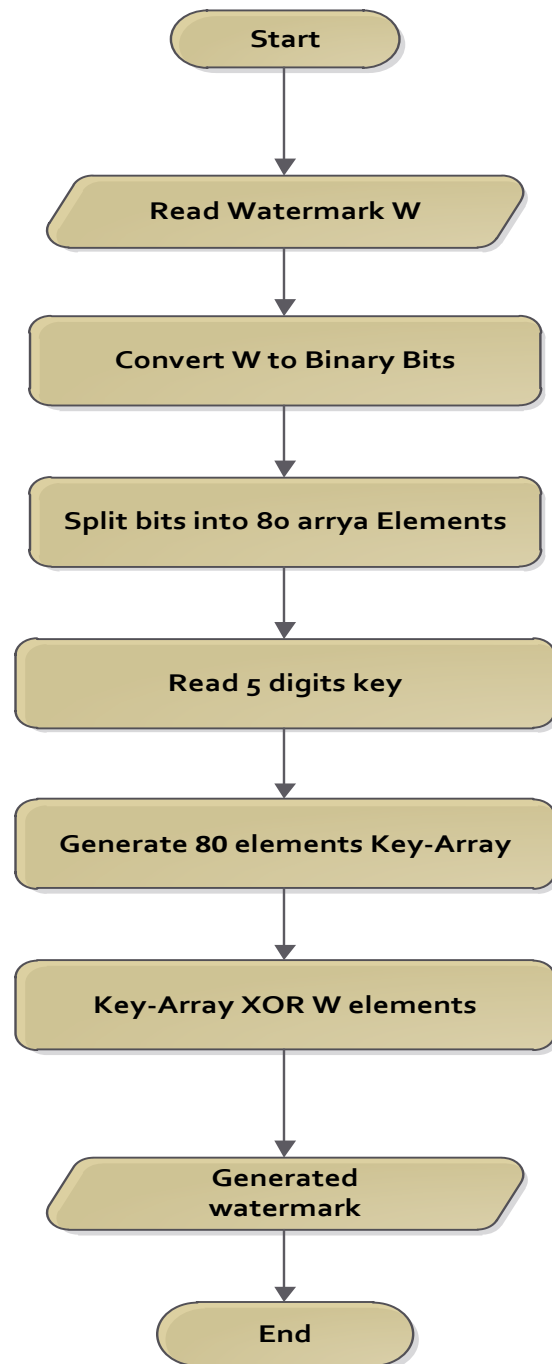 Start
Read Watermark W
Convert W to Binary Bits
Split bits into 80 arrya Elements
Read 5 digits key
Generate 80 elements Key-Array
Key-Array XOR W elements
Generated
watermark
End